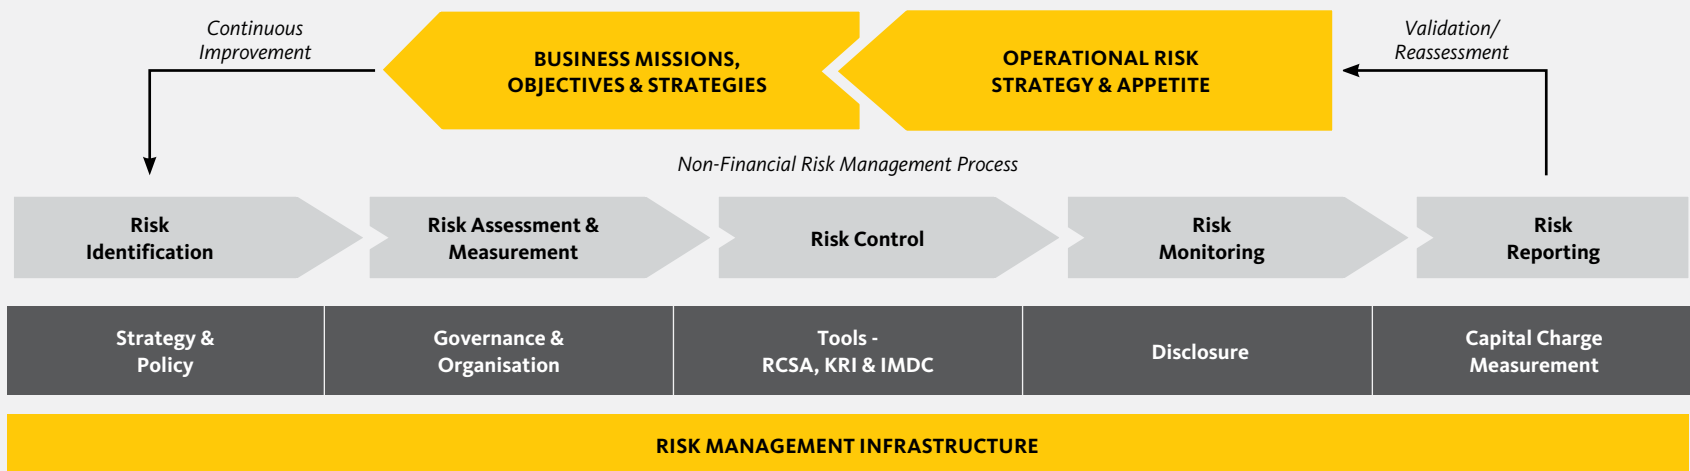 Continuous
Improvement
BUSINESS MISSIONS,
OBJECTIVES & STRATEGIES
OPERATIONAL RISK
STRATEGY & APPETITE
Validation/
Reassessment
Non-Financial Risk Management Process
Risk
Identification
Risk Assessment &
Measurement
Risk Control
Risk
Monitoring
Risk
Reporting
Strategy &
Policy
Governance &
Organisation
Tools -
RCSA, KRI & IMDC
Disclosure
Capital Charge
Measurement
RISK MANAGEMENT INFRASTRUCTURE